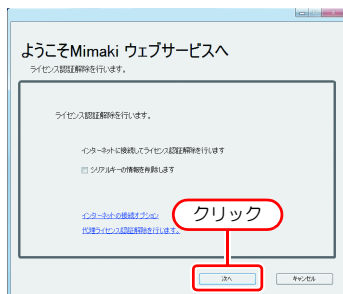 ようこそMimaki ウェブサービスへ
ライセンス認証解除を行います。
ライセンス認証解除を行います。
インターネットに接続してライセンス認証解除を行います
シリアルキーの情報を削除します
インターネットの接続オプション
代理ライセンス認証解除を行います。
クリック
次へ
キャンセル